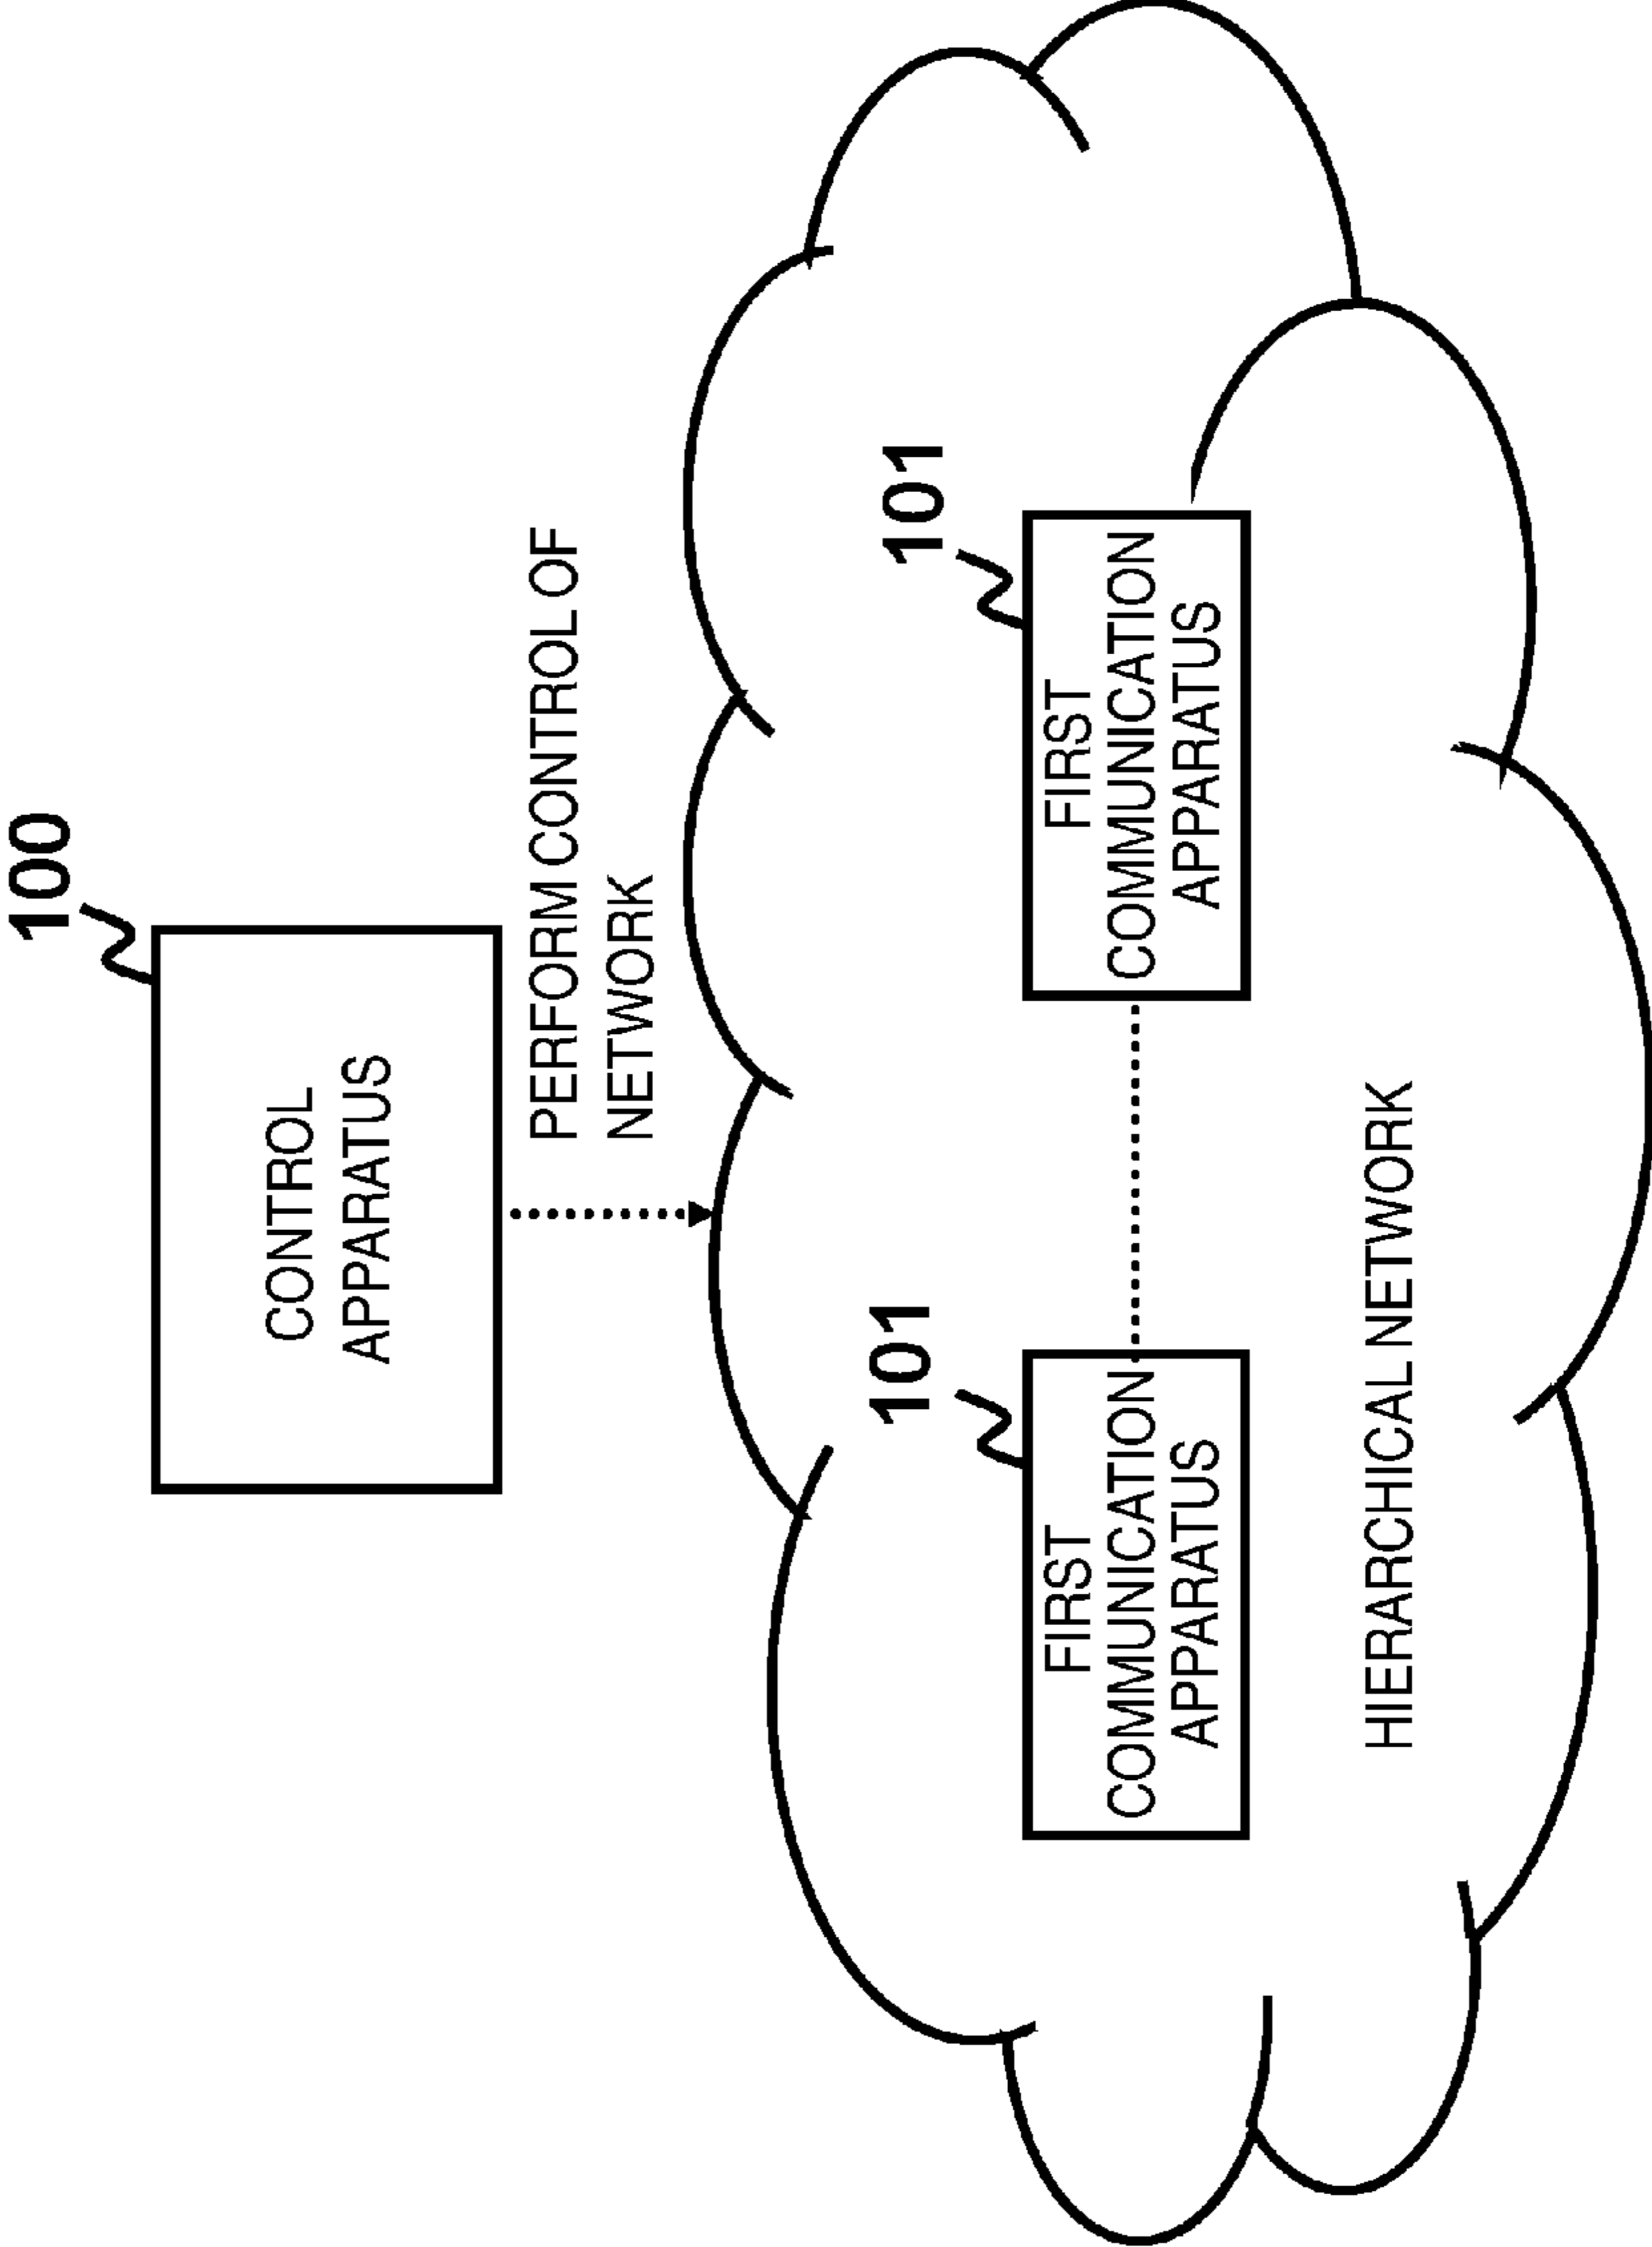 100
CONTROL
APPARATUS
PERFORM CONTROL OF
NETWORK
101
FIRST
COMMUNICATION
APPARATUS
101
FIRST
COMMUNICATION
APPARATUS
HIERARCHICAL NETWORK